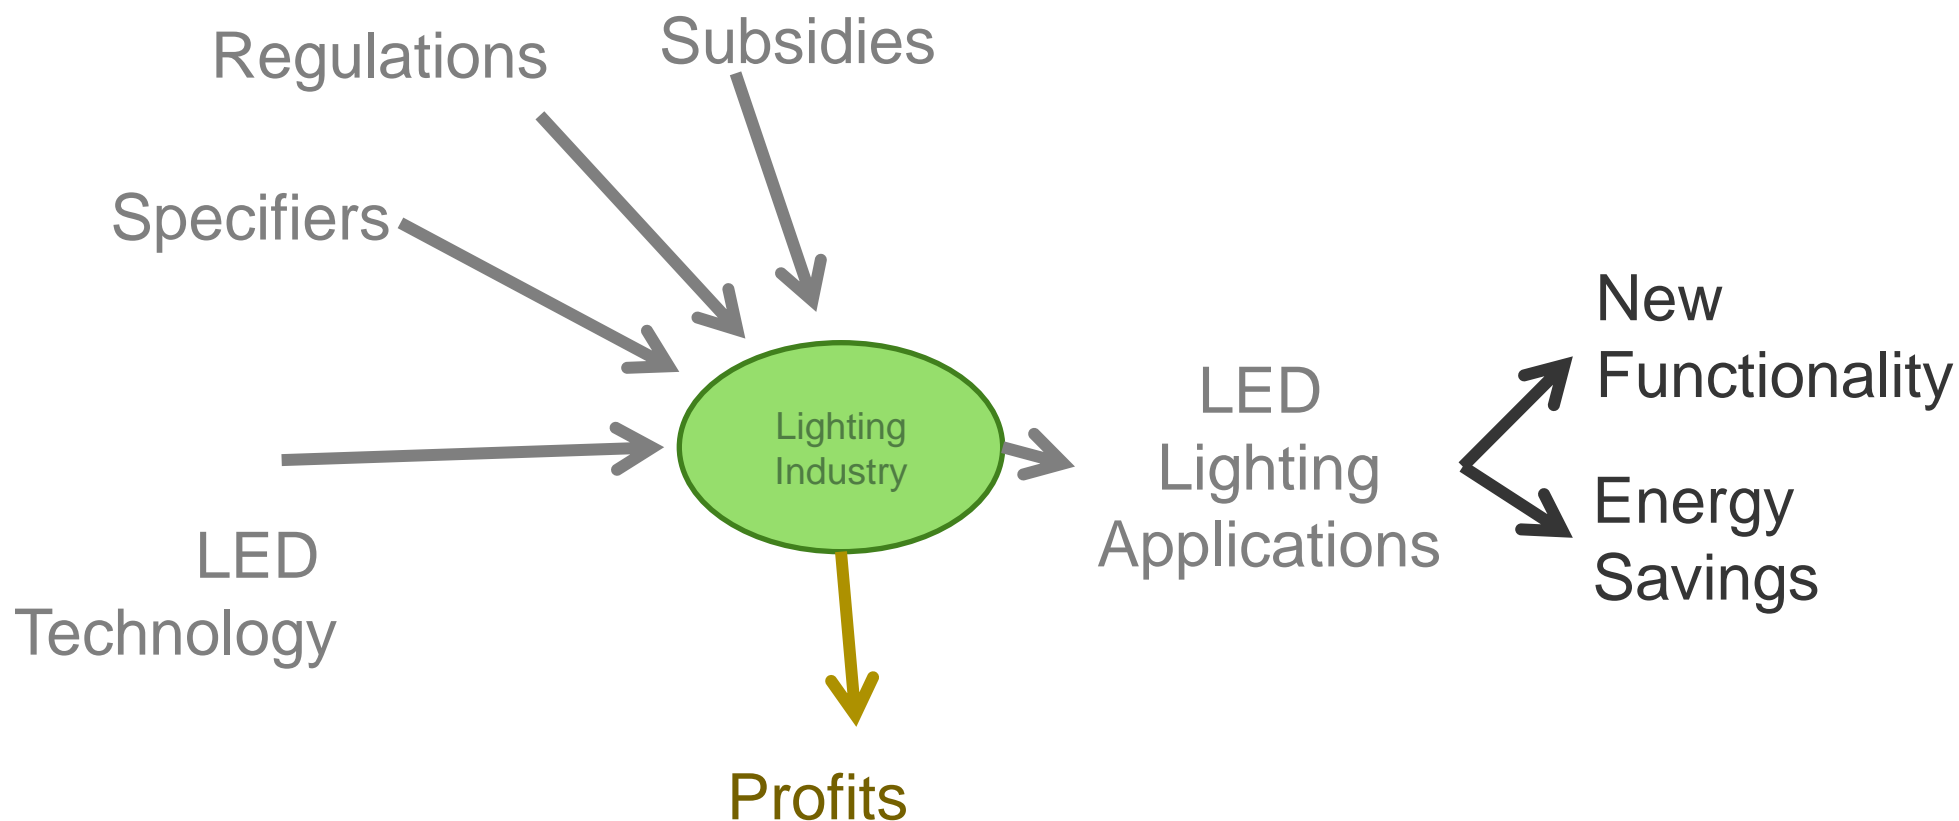 Regulations
Subsidies
Specifiers
New
Functionality
Lighting
Industry
LED
Lighting
Applications
Energy
Savings
LED
Technology
Profits